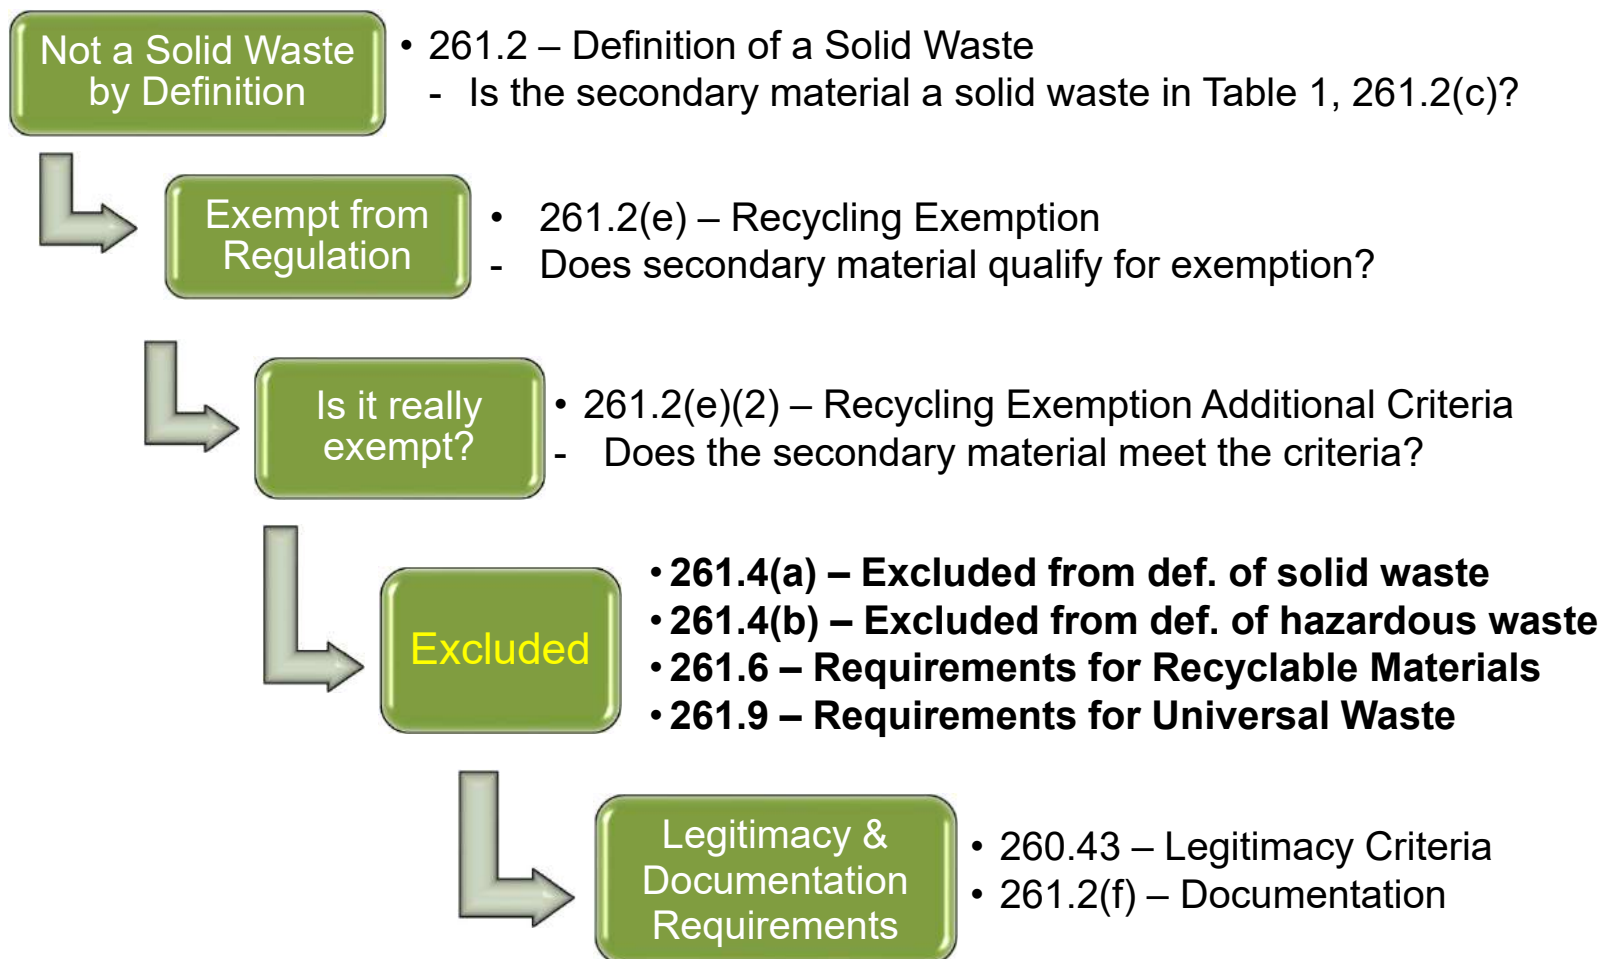 Not a Solid Waste
by Definition
• 261.2 – Definition of a Solid Waste
- Is the secondary material a solid waste in Table 1, 261.2(c)?
Exempt from
Regulation
• 261.2(e) – Recycling Exemption
- Does secondary material qualify for exemption?
Is it really
exempt?
• 261.2(e)(2) – Recycling Exemption Additional Criteria
- Does the secondary material meet the criteria?
Excluded
• 261.4(a) – Excluded from def. of solid waste
• 261.4(b) – Excluded from def. of hazardous waste
• 261.6 – Requirements for Recyclable Materials
• 261.9 – Requirements for Universal Waste
Legitimacy &
Documentation
Requirements
• 260.43 – Legitimacy Criteria
• 261.2(f) – Documentation